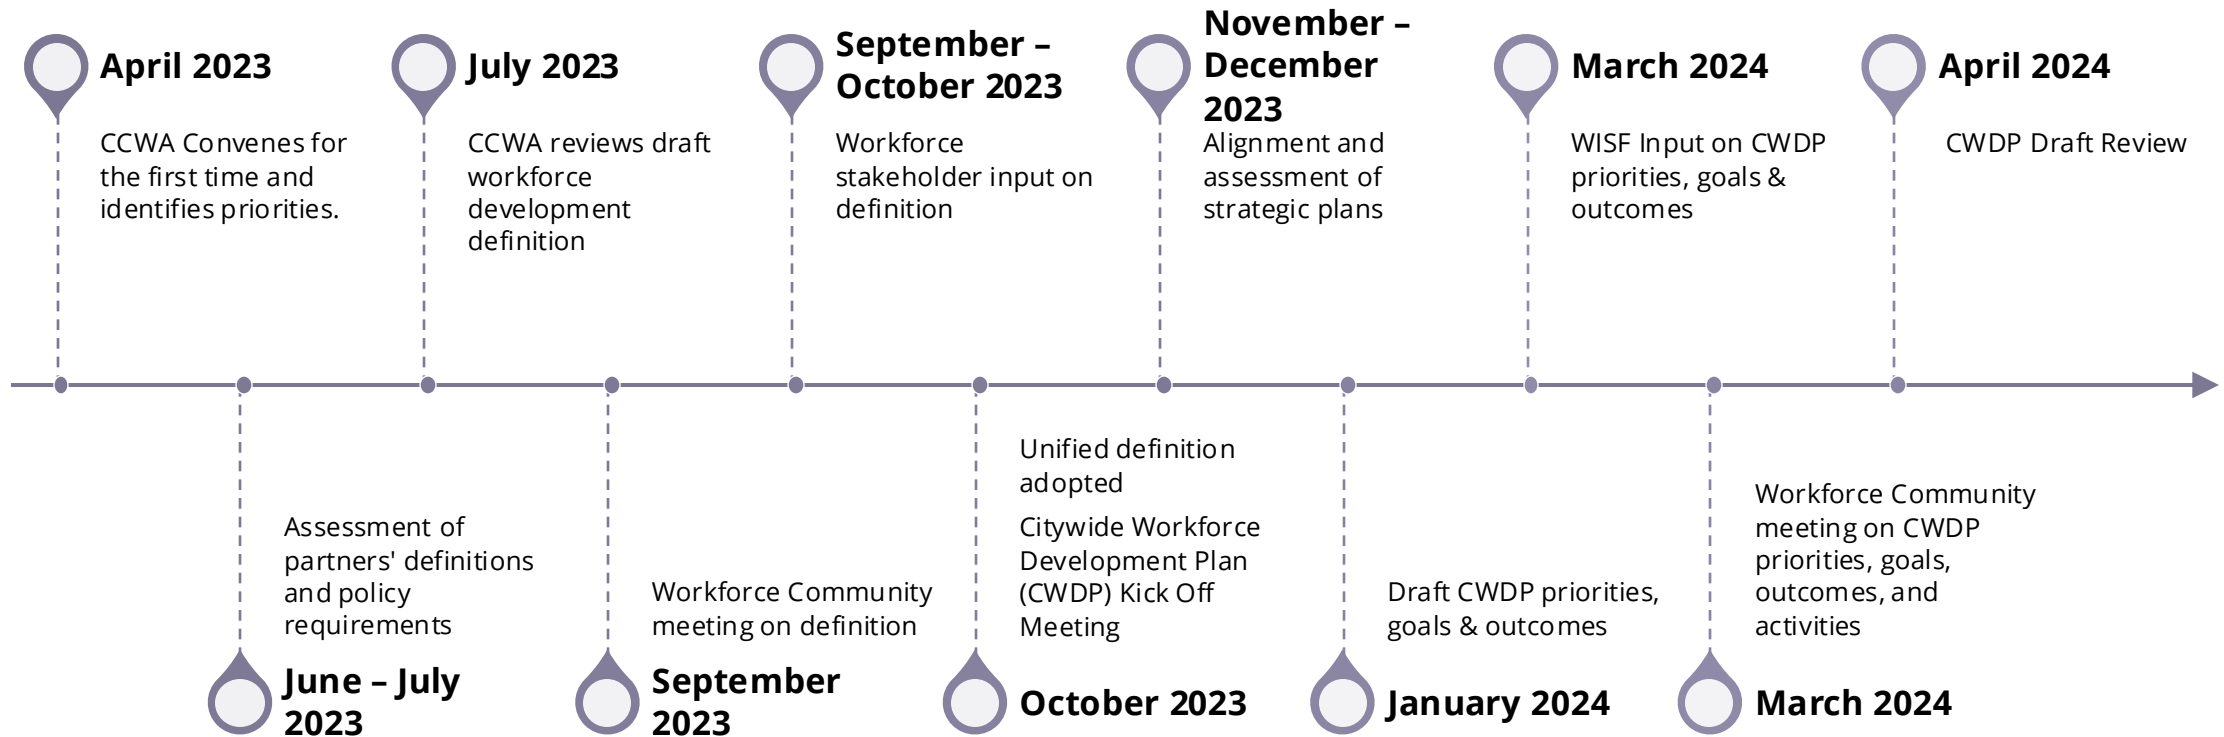 April 2023
CCWA Convenes for
the first time and
identifies priorities.
June – July
2023
Assessment of
partners' definitions
and policy
requirements
July 2023
CCWA reviews draft
workforce
development
definition
September
2023
Workforce Community
meeting on definition
September –
October 2023
Workforce
stakeholder input on
definition
October 2023
Unified definition
adopted
Citywide Workforce
Development Plan
(CWDP) Kick Off
Meeting
November –
December
2023
Alignment and
assessment of
strategic plans
January 2024
Draft CWDP priorities,
goals & outcomes
March 2024
WISF Input on CWDP
priorities, goals &
outcomes
March 2024
Workforce Community
meeting on CWDP
priorities, goals,
outcomes, and
activities
April 2024
CWDP Draft Review